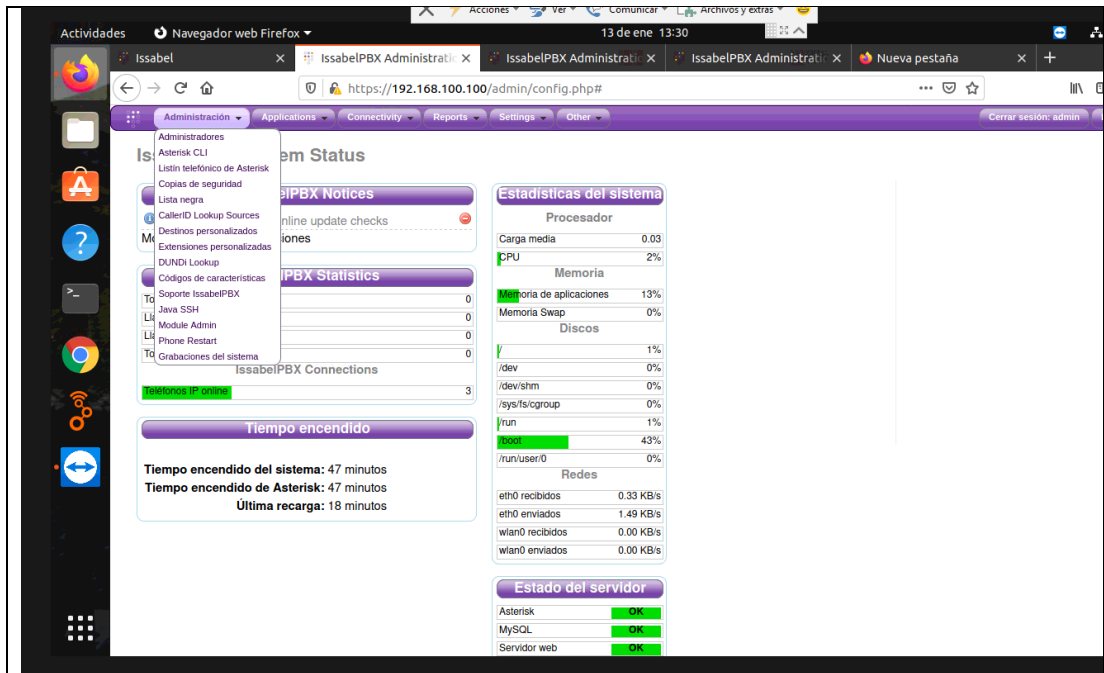 Acciones Ver Comunicar Archivos y extras
Actividades Navegador web Firefox 13 de ene 13:30
Issabel IssabelPBX Administratic IssabelPBX Administratic IssabelPBX Administratic Nueva pestaña
https://192.168.100.100/admin/config.php#
Administración Applications Connectivity Reports Settings Other Cerrar sesión: admin
Administradores
Asterisk CLI
Listín telefónico de Asterisk
Copias de seguridad
Lista negra
CallerID Lookup Sources
Destinos personalizados
Extensiones personalizadas
DUNDi Lookup
Códigos de características
Soporte IssabelPBX
Java SSH
Module Admin
Phone Restart
Grabaciones del sistema
em Status
PBX Notices
nline update checks
iones
PBX Statistics
0
0
0
0
IssabelPBX Connections
Teléfonos IP online 3
Tiempo encendido
Tiempo encendido del sistema: 47 minutos
Tiempo encendido de Asterisk: 47 minutos
Última recarga: 18 minutos
Estadísticas del sistema
Procesador
Carga media 0.03
CPU 2%
Memoria
Memoria de aplicaciones 13%
Memoria Swap 0%
Discos
/ 1%
/dev 0%
/dev/shm 0%
/sys/fs/cgroup 0%
/run 1%
/boot 43%
/run/user/0 0%
Redes
eth0 recibidos 0.33 KB/s
eth0 enviados 1.49 KB/s
wlan0 recibidos 0.00 KB/s
wlan0 enviados 0.00 KB/s
Estado del servidor
Asterisk OK
MySQL OK
Servidor web OK